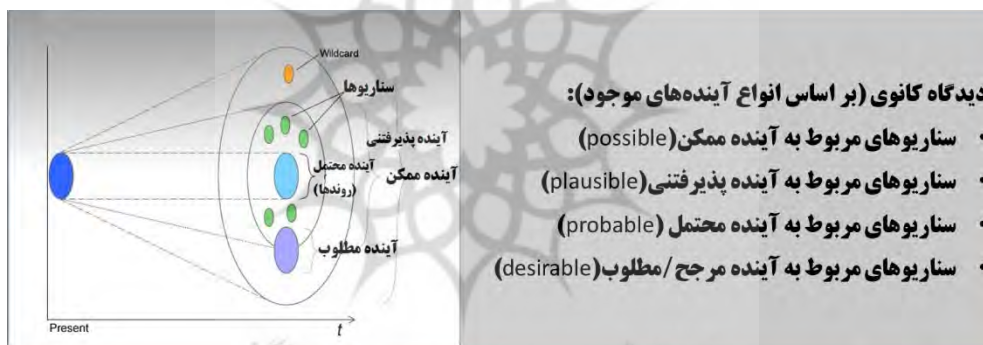 Wildcard
سناریوها
آینده پذیرفتنی
آینده محتمل
(روندها)
آینده ممکن
آینده مطلوب
Present
t
دیدگاه کانوی (بر اساس انواع آینده‌های موجود):
• سناریوهای مربوط به آینده ممکن(possible)
• سناریوهای مربوط به آینده پذیرفتنی(plausible)
• سناریوهای مربوط به آینده محتمل (probable)
• سناریوهای مربوط به آینده مرجح/مطلوب(desirable)